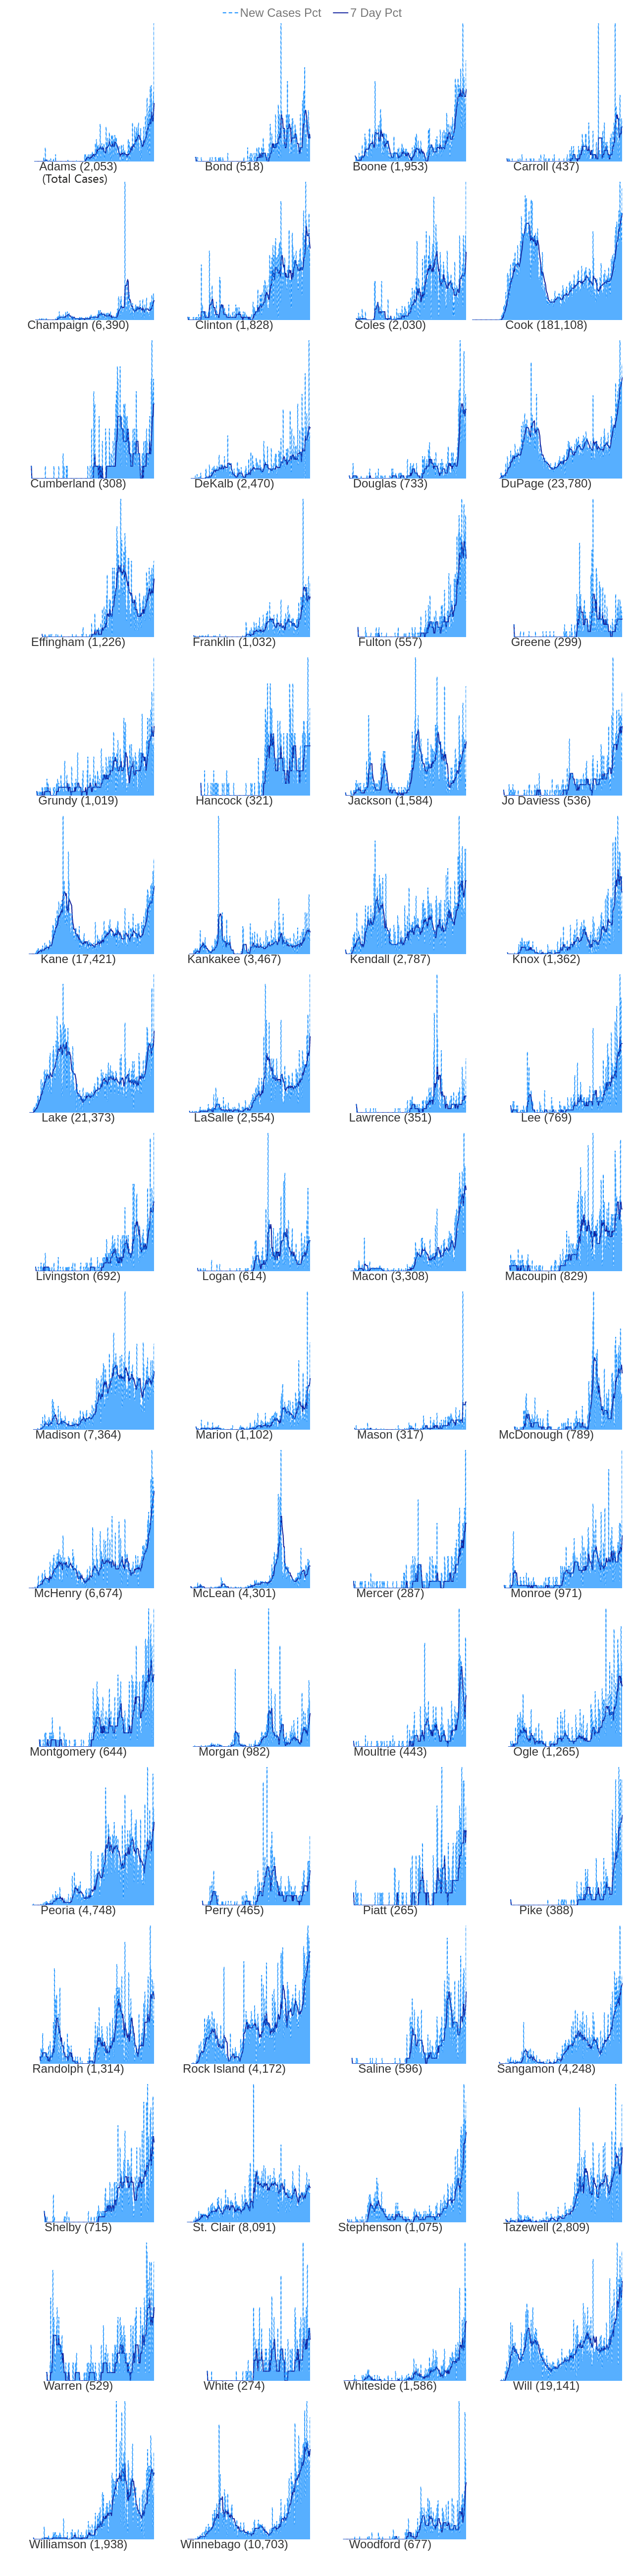 New Cases Pct 7 Day Pct
Adams (2,053) Bond (518) Boone (1,953) Carroll (437)
(Total Cases)
Champaign (6,390) Clinton (1,828) Coles (2,030) Cook (181,108)
Cumberland (308) DeKalb (2,470) Douglas (733) DuPage (23,780)
Effingham (1,226) Franklin (1,032) Fulton (557) Greene (299)
Grundy (1,019) Hancock (321) Jackson (1,584) Jo Daviess (536)
Kane (17,421) Kankakee (3,467) Kendall (2,787) Knox (1,362)
Lake (21,373) LaSalle (2,554) Lawrence (351) Lee (769)
Livingston (692) Logan (614) Macon (3,308) Macoupin (829)
Madison (7,364) Marion (1,102) Mason (317) McDonough (789)
McHenry (6,674) McLean (4,301) Mercer (287) Monroe (971)
Montgomery (644) Morgan (982) Moultrie (443) Ogle (1,265)
Peoria (4,748) Perry (465) Piatt (265) Pike (388)
Randolph (1,314) Rock Island (4,172) Saline (596) Sangamon (4,248)
Shelby (715) St. Clair (8,091) Stephenson (1,075) Tazewell (2,809)
Warren (529) White (274) Whiteside (1,586) Will (19,141)
Williamson (1,938) Winnebago (10,703) Woodford (677)